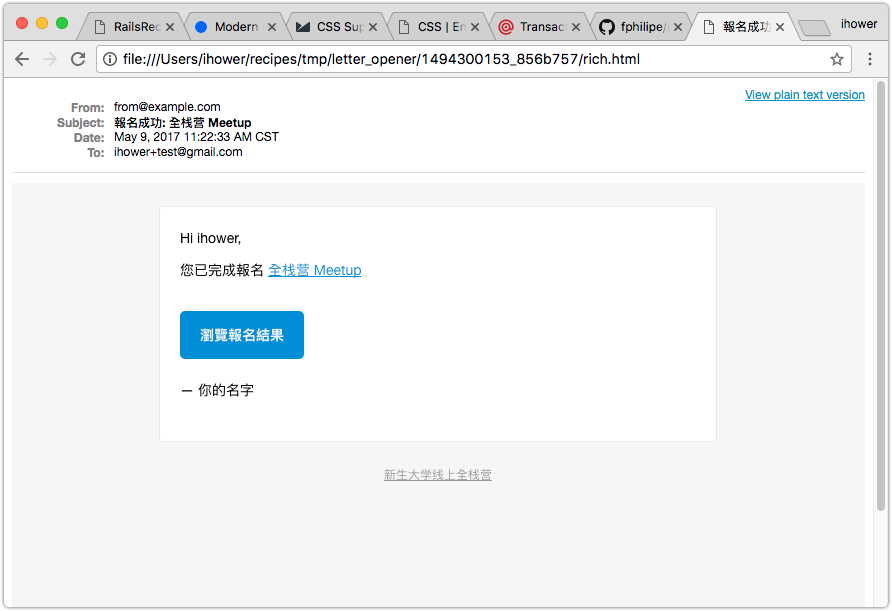 RailsRec
Modern
CSS Sup
CSS | Em
Transact
fphilipe/
報名成功:
ihower
file:///Users/ihower/recipes/tmp/letter_opener/1494300153_856b757/rich.html
View plain text version
From: from@example.com
Subject: 報名成功: 全栈营 Meetup
Date: May 9, 2017 11:22:33 AM CST
To: ihower+test@gmail.com
Hi ihower,
您已完成報名 全栈营 Meetup
瀏覽報名結果
— 你的名字
新生大学线上全栈营